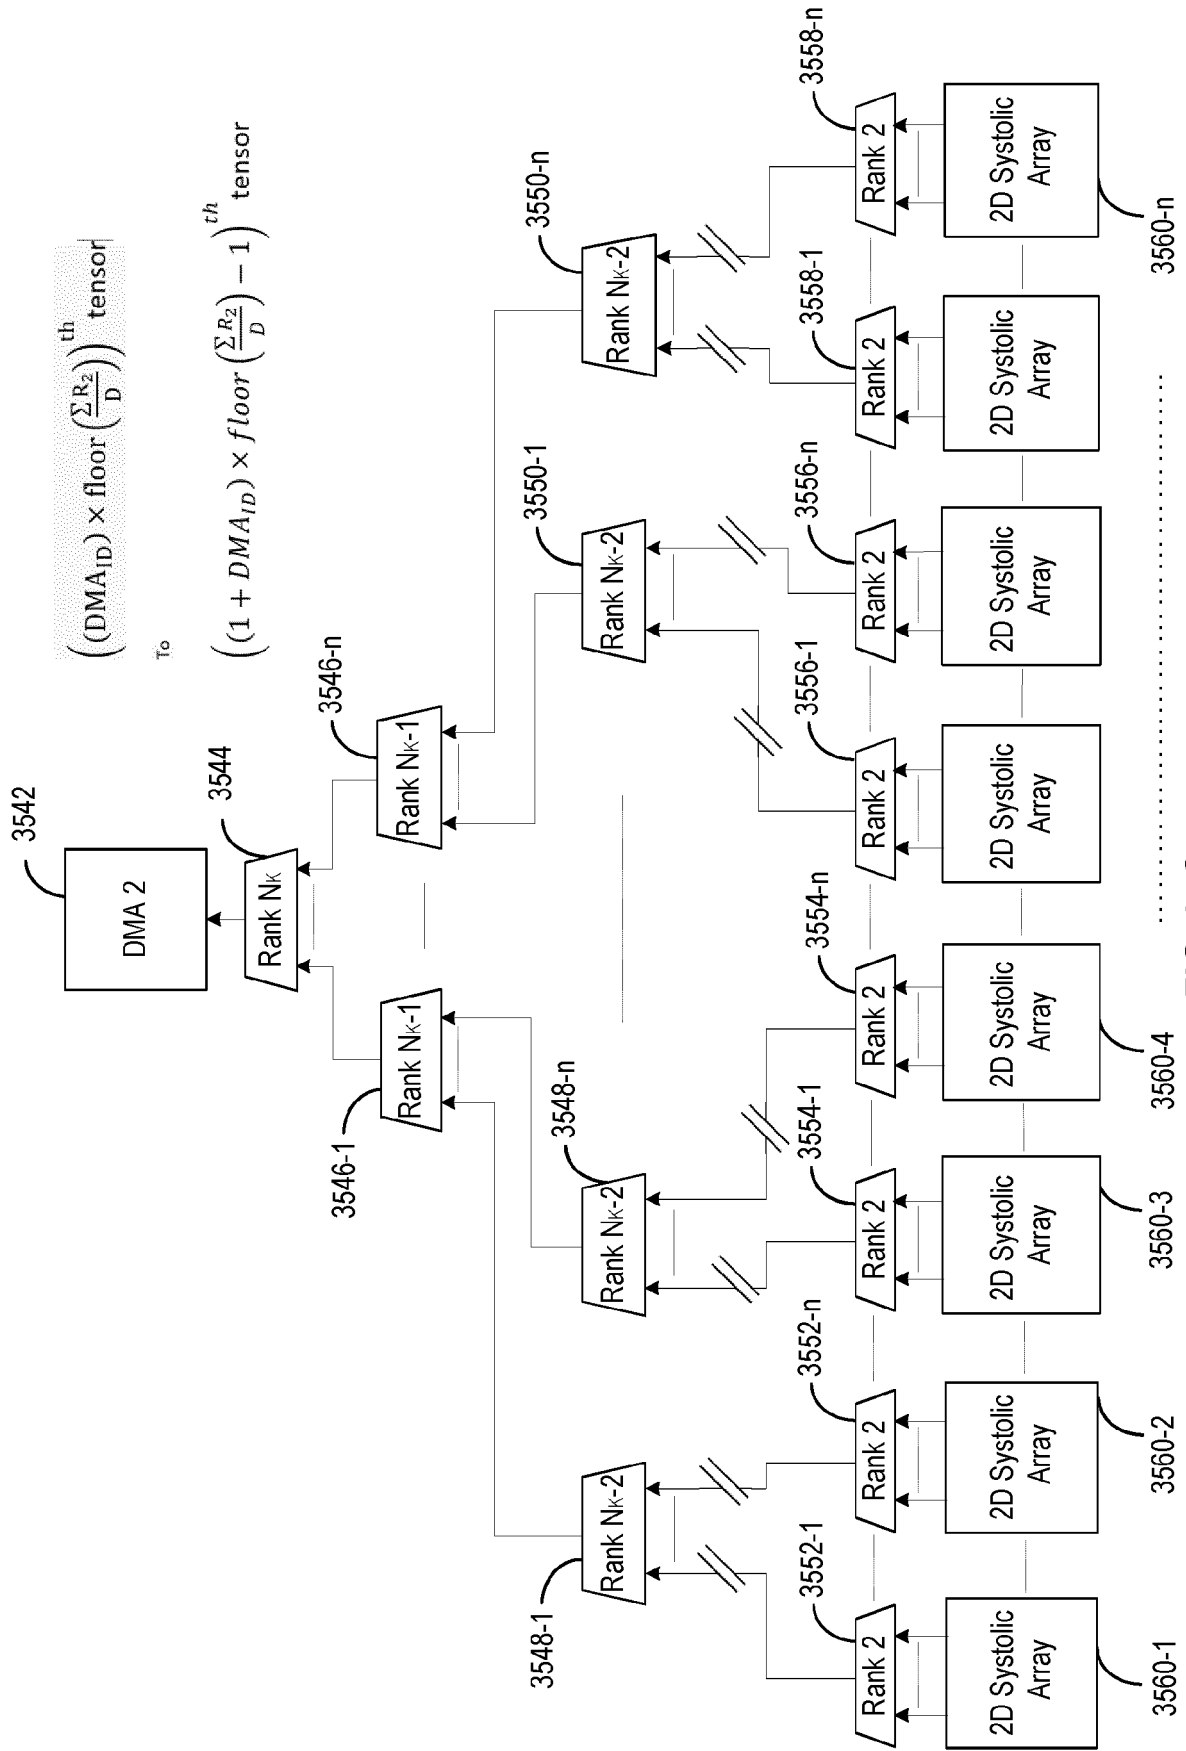 3542
DMA 2
3544
Rank NK
((DMA_ID) × floor (Σ R_2 / D))^th tensor
To
((1 + DMA_ID) × floor (Σ R_2 / D) − 1)^th tensor
3546-1
Rank NK-1
3546-n
Rank NK-1
3548-1
Rank NK-2
3548-n
Rank NK-2
3550-1
Rank NK-2
3550-n
Rank NK-2
3552-1
Rank 2
3552-n
Rank 2
3554-1
Rank 2
3554-n
Rank 2
3556-1
Rank 2
3556-n
Rank 2
3558-1
Rank 2
3558-n
Rank 2
2D Systolic
Array
2D Systolic
Array
2D Systolic
Array
2D Systolic
Array
2D Systolic
Array
2D Systolic
Array
2D Systolic
Array
2D Systolic
Array
3560-1
3560-2
3560-3
3560-4
3560-n